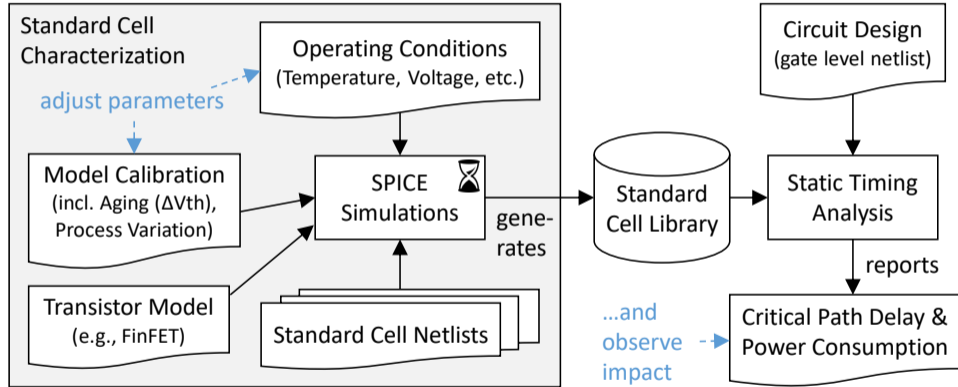 Standard Cell
Characterization
Operating Conditions
(Temperature, Voltage, etc.)
adjust parameters
Model Calibration
(incl. Aging (ΔVth),
Process Variation)
Transistor Model
(e.g., FinFET)
SPICE
Simulations
Standard Cell Netlists
gene-
rates
Standard
Cell Library
Circuit Design
(gate level netlist)
Static Timing
Analysis
reports
...and
observe
impact
Critical Path Delay &
Power Consumption